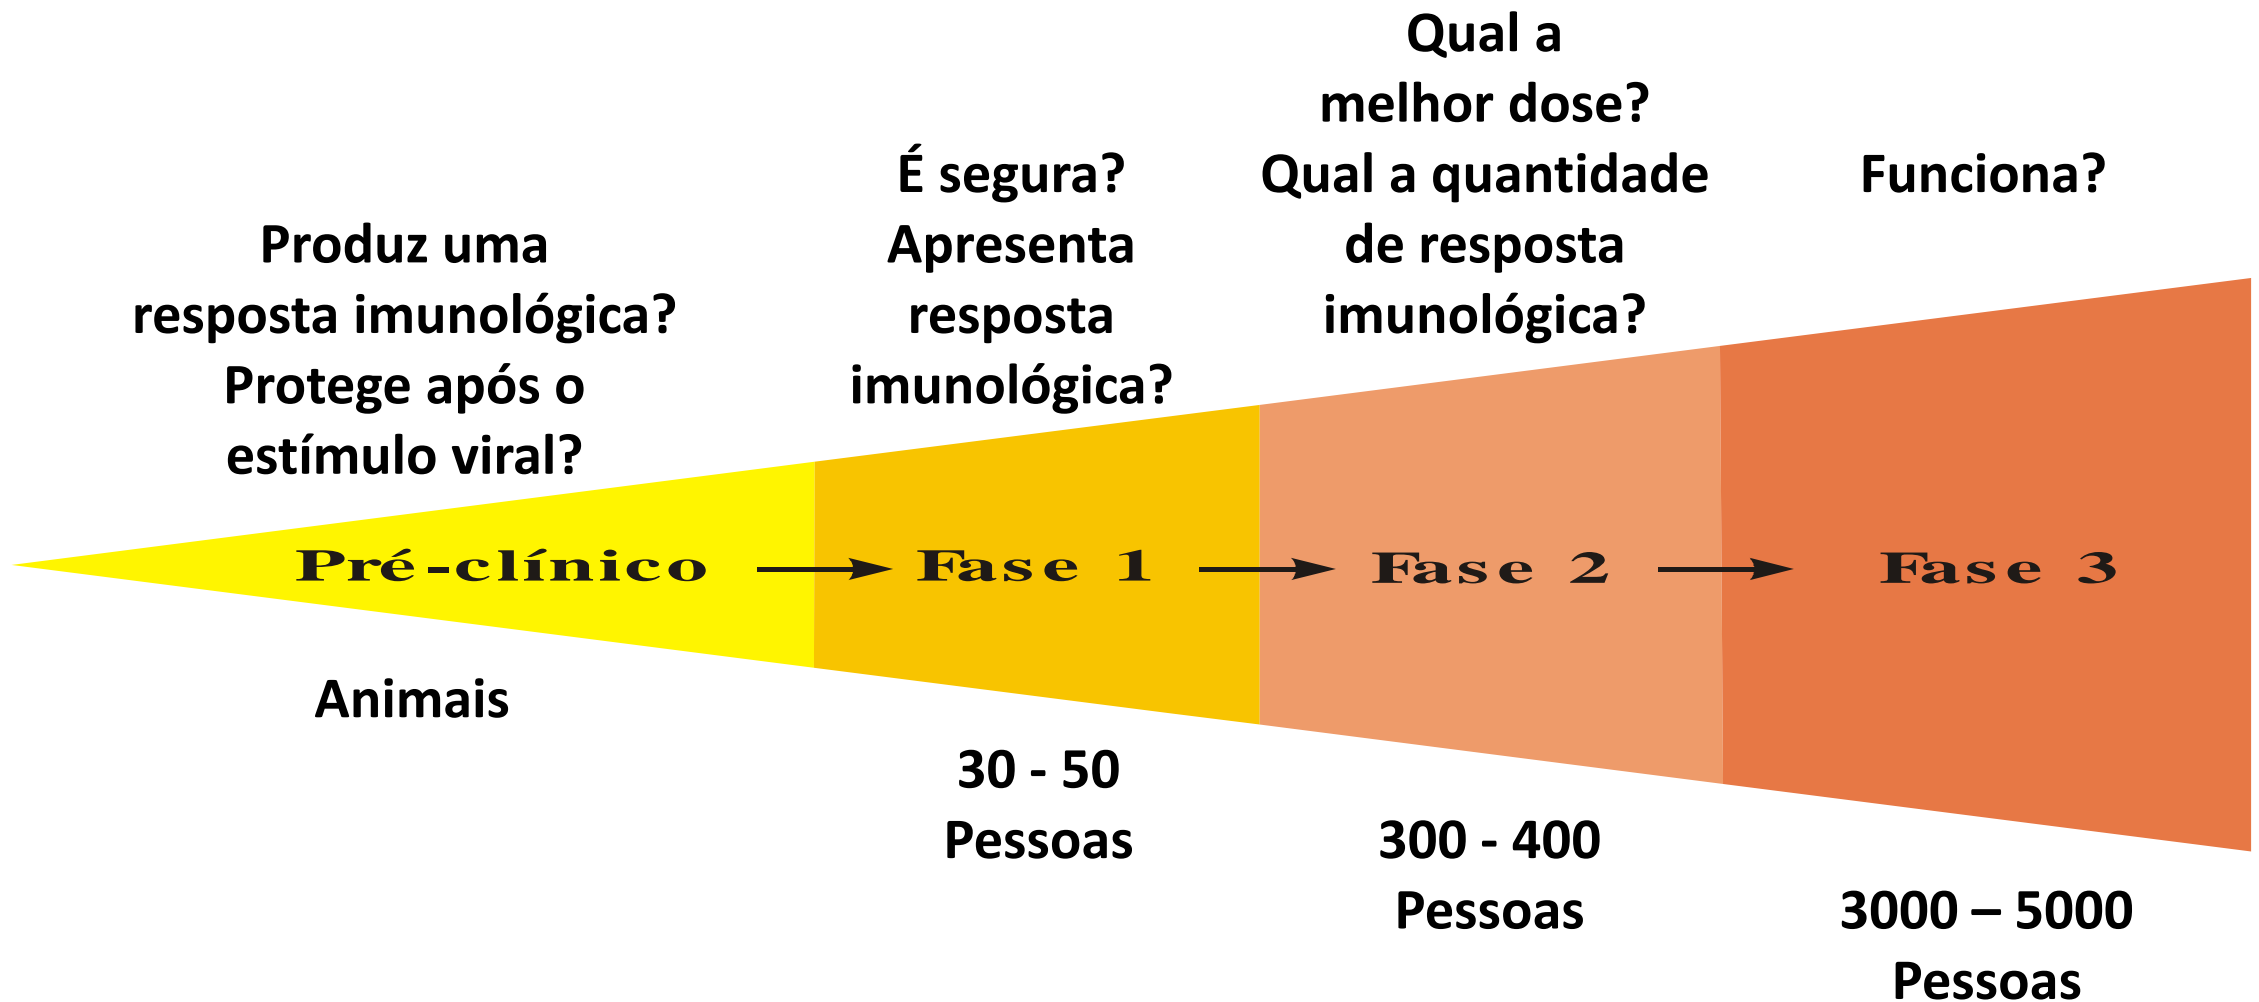 Produz uma
resposta imunológica?
Protege após o
estímulo viral?
Pré-clínico
Animais
É segura?
Apresenta
resposta
imunológica?
Fase 1
30 - 50
Pessoas
Qual a
melhor dose?
Qual a quantidade
de resposta
imunológica?
Fase 2
300 - 400
Pessoas
Funciona?
Fase 3
3000 – 5000
Pessoas